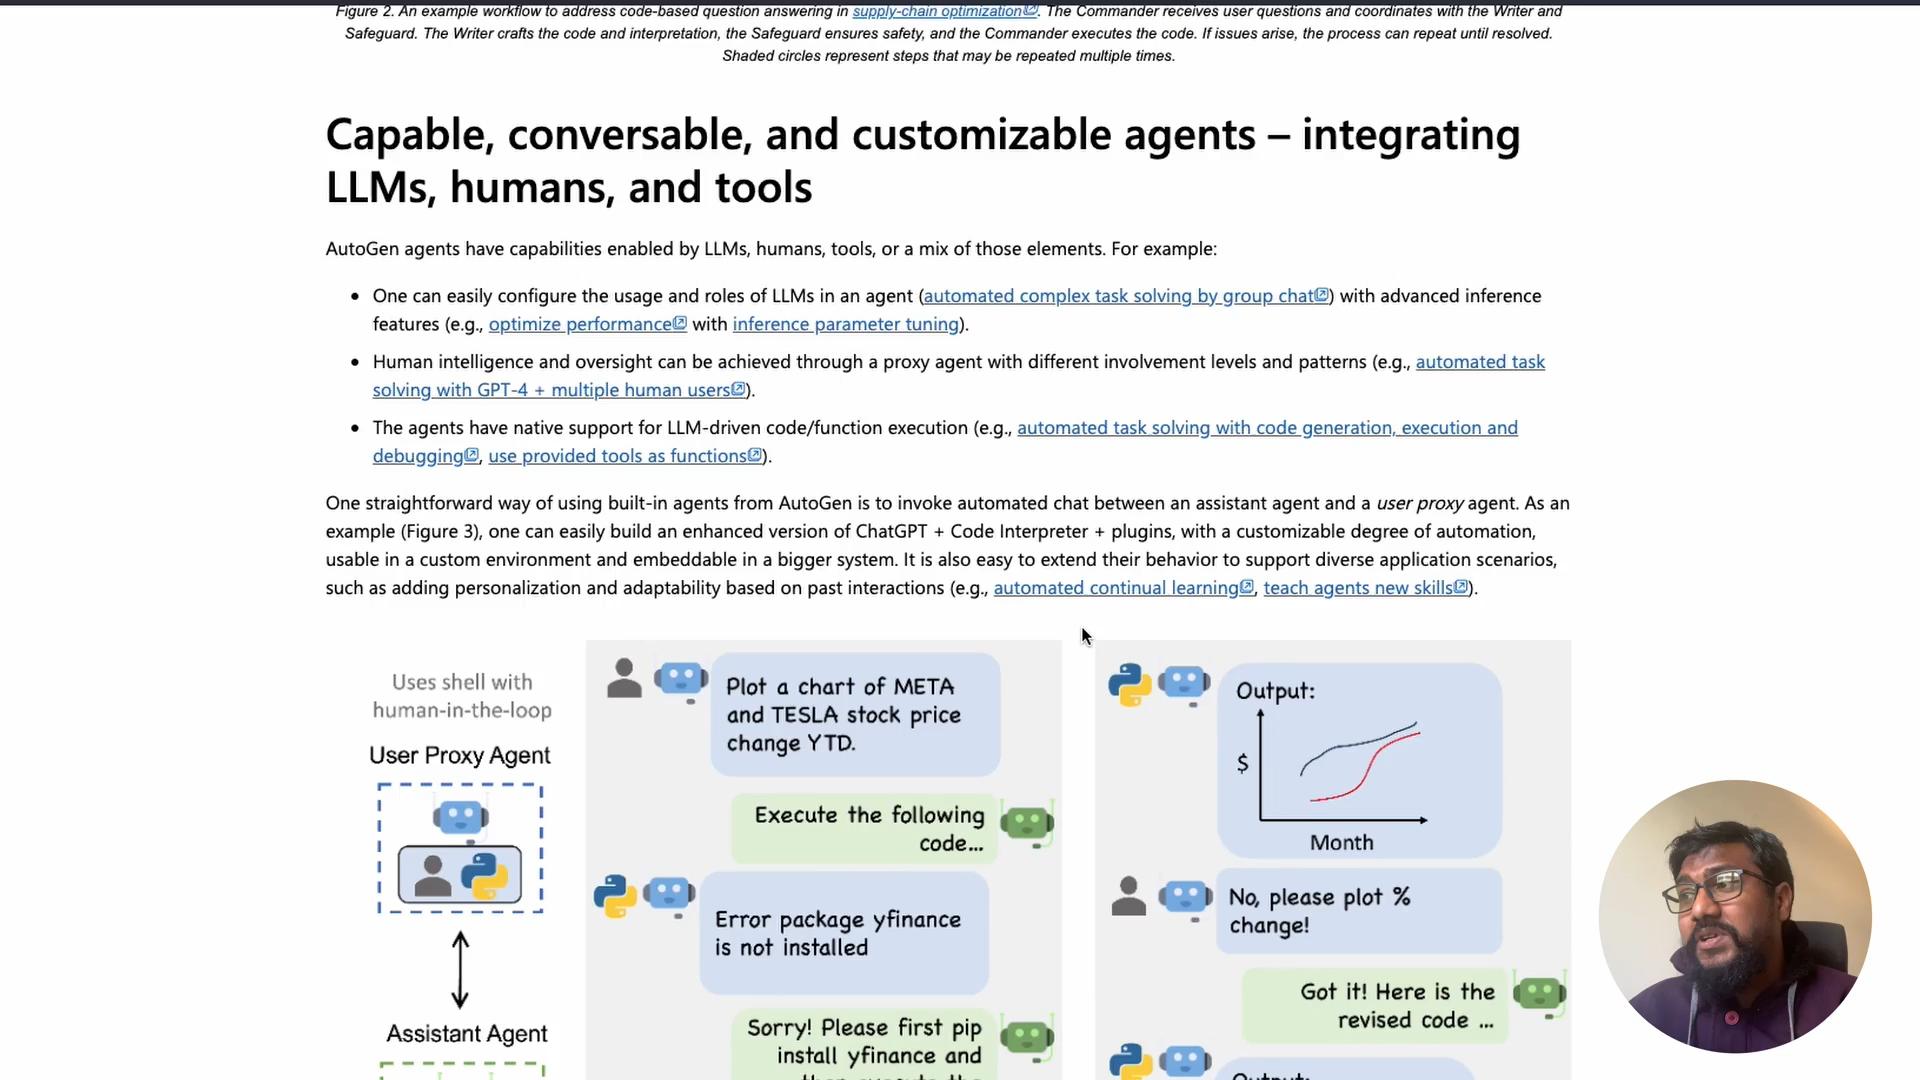 Figure 2. An example workflow to address code-based question answering in supply-chain optimization. The Commander receives user questions and coordinates with the Writer and
Safeguard. The Writer crafts the code and interpretation, the Safeguard ensures safety, and the Commander executes the code. If issues arise, the process can repeat until resolved.
Shaded circles represent steps that may be repeated multiple times.
Capable, conversable, and customizable agents – integrating
LLMs, humans, and tools
AutoGen agents have capabilities enabled by LLMs, humans, tools, or a mix of those elements. For example:
• One can easily configure the usage and roles of LLMs in an agent (automated complex task solving by group chat) with advanced inference
features (e.g., optimize performance with inference parameter tuning).
• Human intelligence and oversight can be achieved through a proxy agent with different involvement levels and patterns (e.g., automated task
solving with GPT-4 + multiple human users).
• The agents have native support for LLM-driven code/function execution (e.g., automated task solving with code generation, execution and
debugging, use provided tools as functions).
One straightforward way of using built-in agents from AutoGen is to invoke automated chat between an assistant agent and a user proxy agent. As an
example (Figure 3), one can easily build an enhanced version of ChatGPT + Code Interpreter + plugins, with a customizable degree of automation,
usable in a custom environment and embeddable in a bigger system. It is also easy to extend their behavior to support diverse application scenarios,
such as adding personalization and adaptability based on past interactions (e.g., automated continual learning, teach agents new skills).
Uses shell with
human-in-the-loop
User Proxy Agent
Assistant Agent
Plot a chart of META
and TESLA stock price
change YTD.
Execute the following
code...
Error package yfinance
is not installed
Sorry! Please first pip
install yfinance and
Output:
$
Month
No, please plot %
change!
Got it! Here is the
revised code ...
Output: